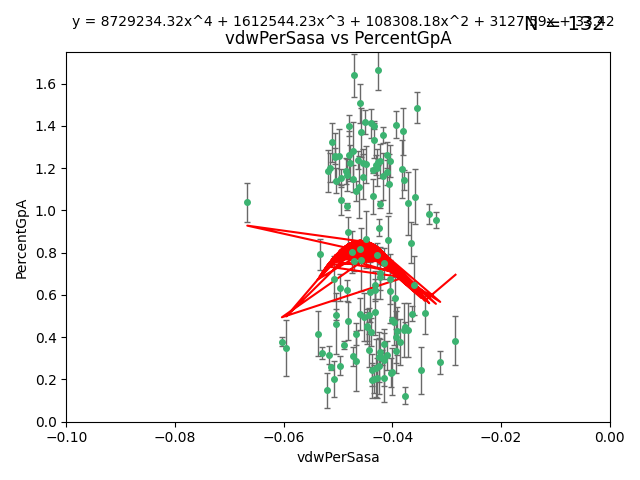 y = 8729234.32x^4 + 1612544.23x^3 + 108308.18x^2 +
N = 132
vdwPerSasa vs PercentGpA
PercentGpA
1.6
1.4
1.2
1.0
0.8
0.6
0.4
0.2
0.0
−0.10 −0.08 −0.06 −0.04 −0.02 0.00
vdwPerSasa